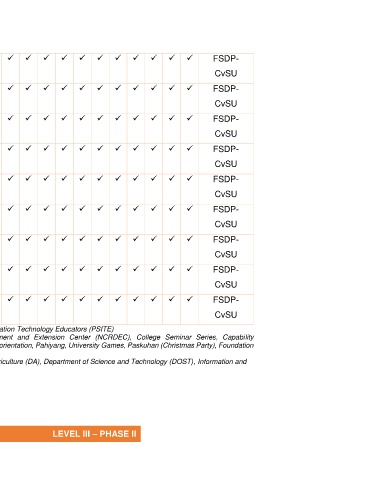 ✓ ✓ ✓ ✓ ✓ ✓ ✓ ✓ ✓ ✓ ✓ FSDP-
CvSU
✓ ✓ ✓ ✓ ✓ ✓ ✓ ✓ ✓ ✓ ✓ FSDP-
CvSU
✓ ✓ ✓ ✓ ✓ ✓ ✓ ✓ ✓ ✓ ✓ FSDP-
CvSU
✓ ✓ ✓ ✓ ✓ ✓ ✓ ✓ ✓ ✓ ✓ FSDP-
CvSU
✓ ✓ ✓ ✓ ✓ ✓ ✓ ✓ ✓ ✓ ✓ FSDP-
CvSU
✓ ✓ ✓ ✓ ✓ ✓ ✓ ✓ ✓ ✓ ✓ FSDP-
CvSU
✓ ✓ ✓ ✓ ✓ ✓ ✓ ✓ ✓ ✓ ✓ FSDP-
CvSU
✓ ✓ ✓ ✓ ✓ ✓ ✓ ✓ ✓ ✓ ✓ FSDP-
CvSU
✓ ✓ ✓ ✓ ✓ ✓ ✓ ✓ ✓ ✓ ✓ FSDP-
CvSU
ation Technology Educators (PSITE)
ment and Extension Center (NCRDEC), College Seminar Series, Capability
orientation, Pahiyang, University Games, Paskuhan (Christmas Party), Foundation
riculture (DA), Department of Science and Technology (DOST), Information and
LEVEL III – PHASE II